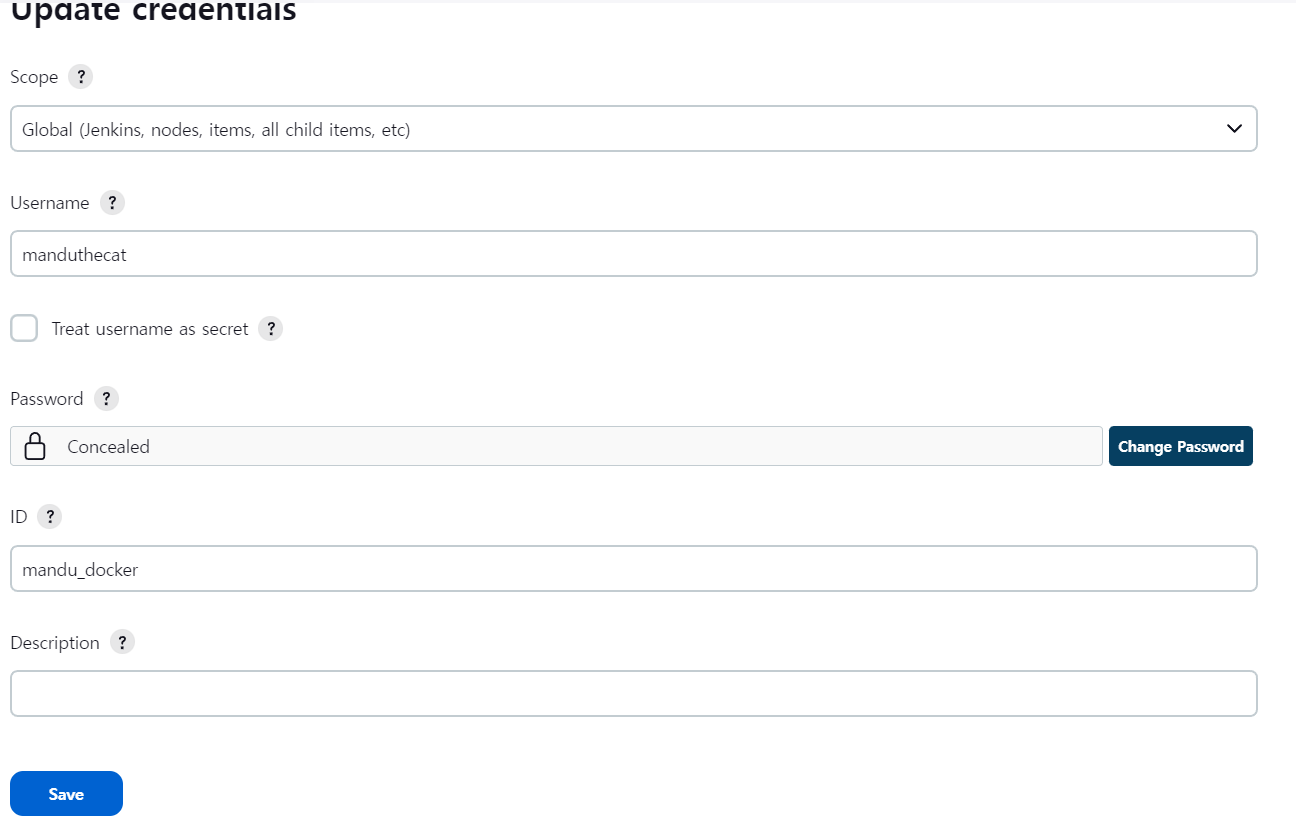 Update credentials
Scope ?
Global (Jenkins, nodes, items, all child items, etc)
Username ?
manduthecat
Treat username as secret ?
Password ?
Concealed
Change Password
ID ?
mandu_docker
Description ?
Save